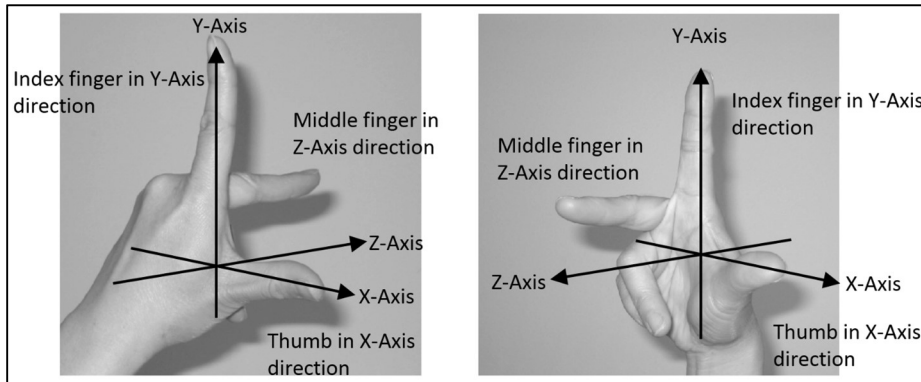 Y-Axis
Index finger in Y-Axis
direction
Middle finger in
Z-Axis direction
Z-Axis
X-Axis
Thumb in X-Axis
direction
Y-Axis
Index finger in Y-Axis
direction
Middle finger in
Z-Axis direction
Z-Axis
X-Axis
Thumb in X-Axis
direction